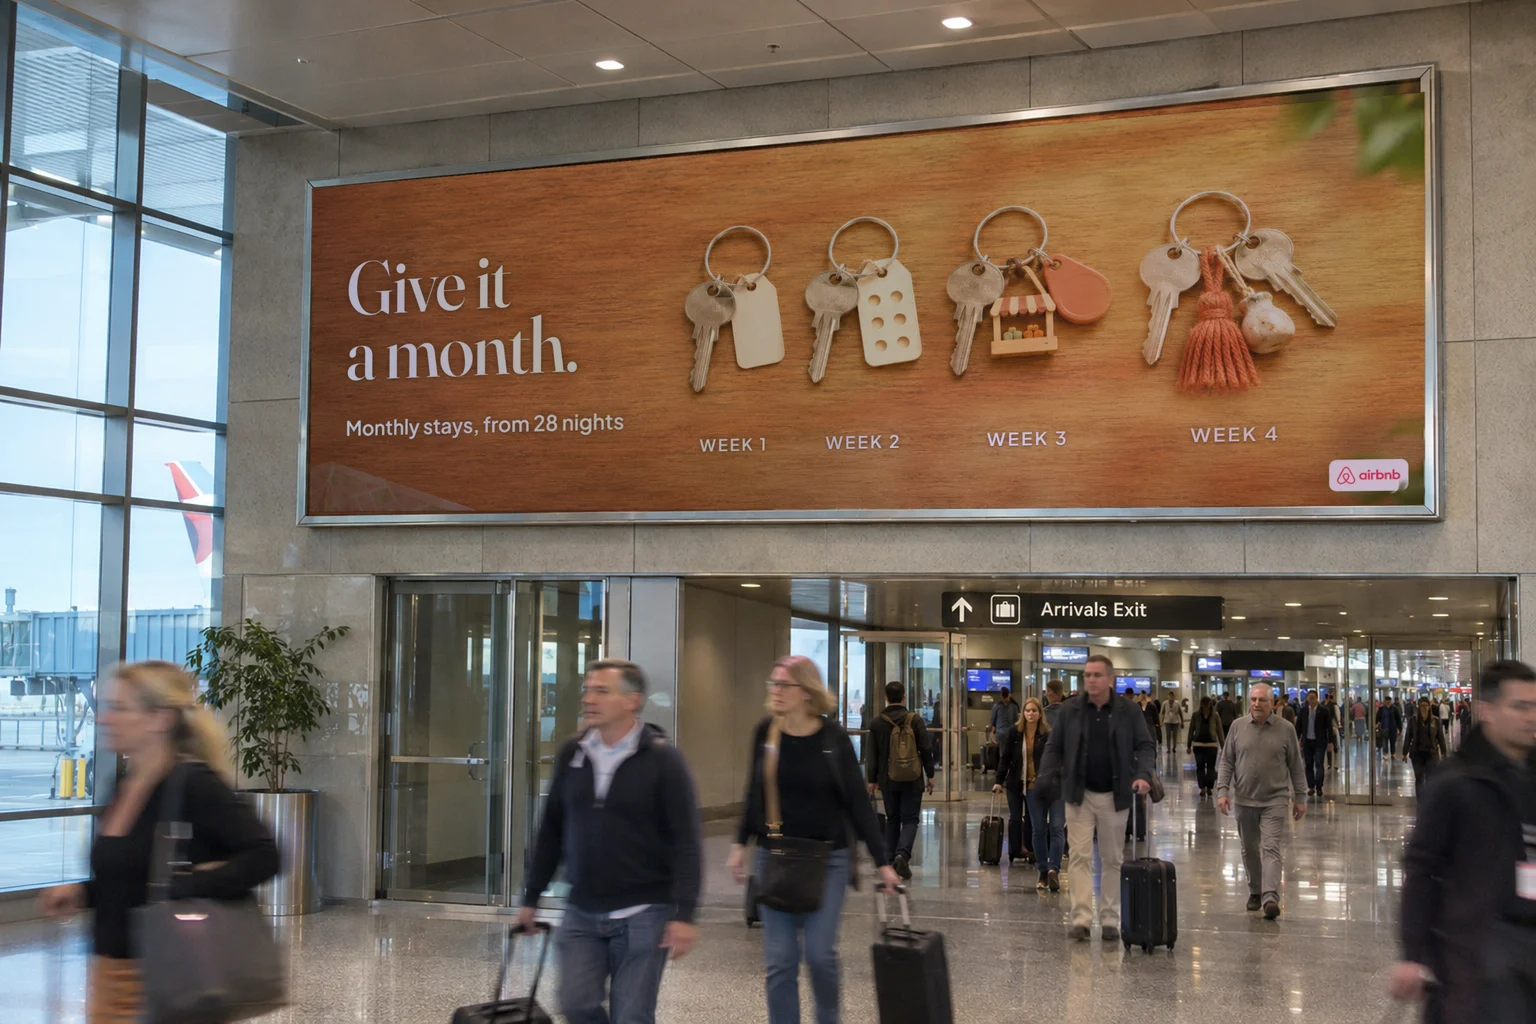 Give it
a month.
Monthly stays, from 28 nights
WEEK 1
WEEK 2
WEEK 3
WEEK 4
airbnb
Arrivals Exit